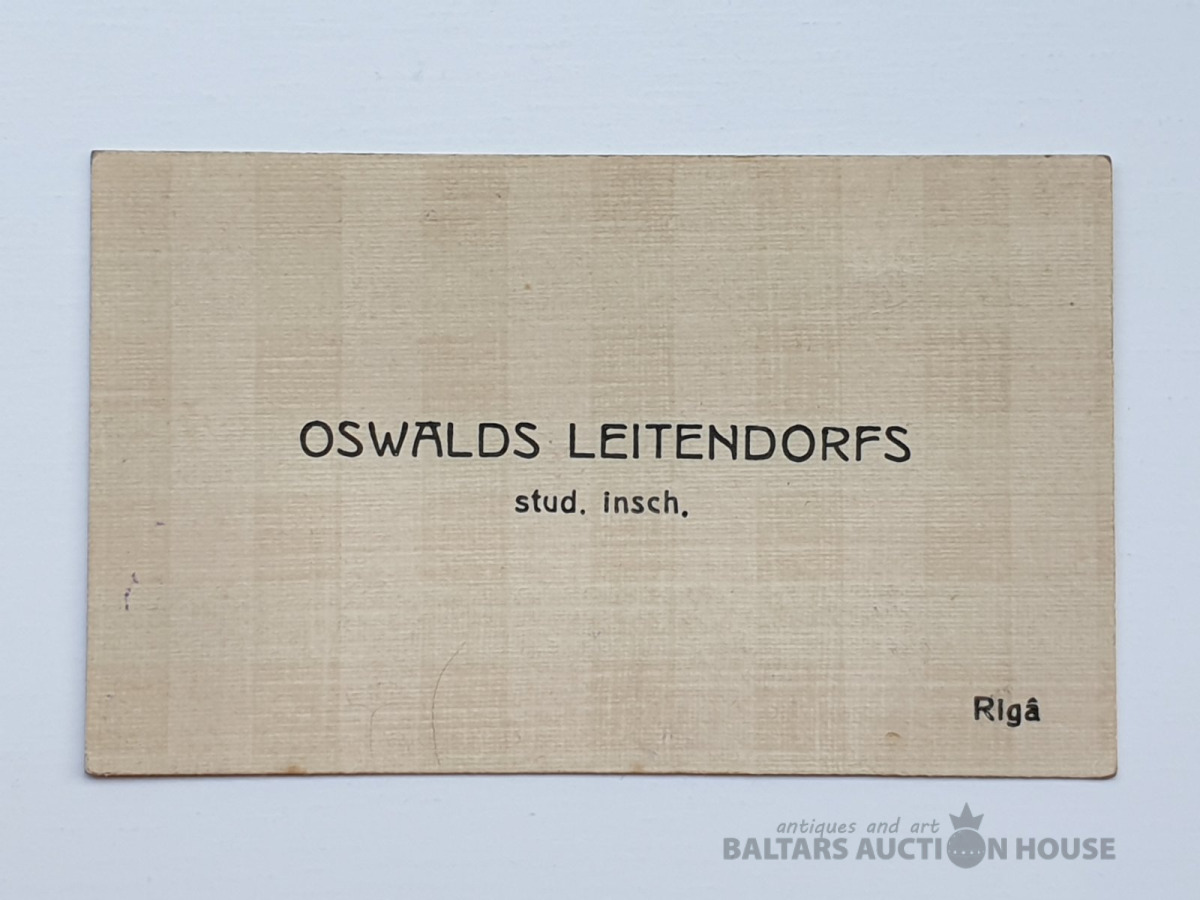 OSWALDS LEITENDORFS
stud. insch.
Rigâ
antiques and art
BALTARS AUCTION HOUSE